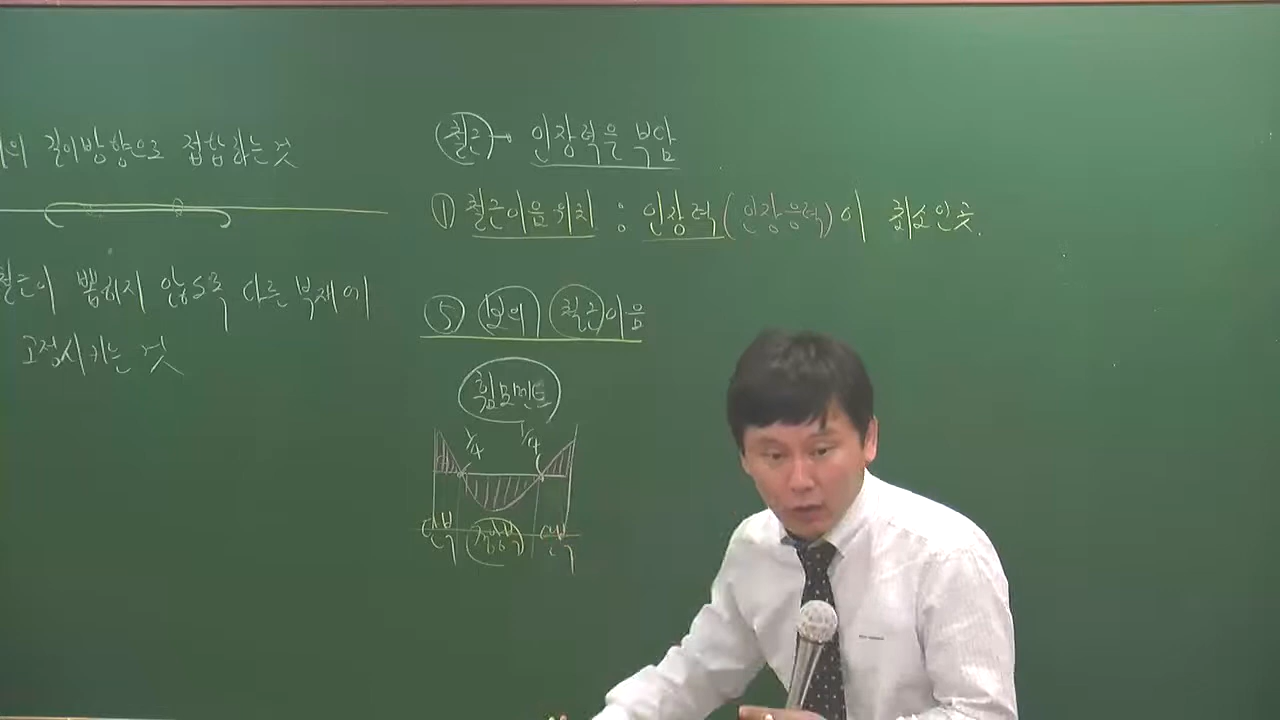 의 길이방향으로 접합하는 것
철근이 뽑히지 않도록 다른 부재에
고정시키는 것
철근 → 인장력을 부담
① 철근이음위치 : 인장력(인장응력)이 최소인 곳.
⑤ 보의 철근이음
휨모멘트
1/4 1/4
단부 중앙부 단부